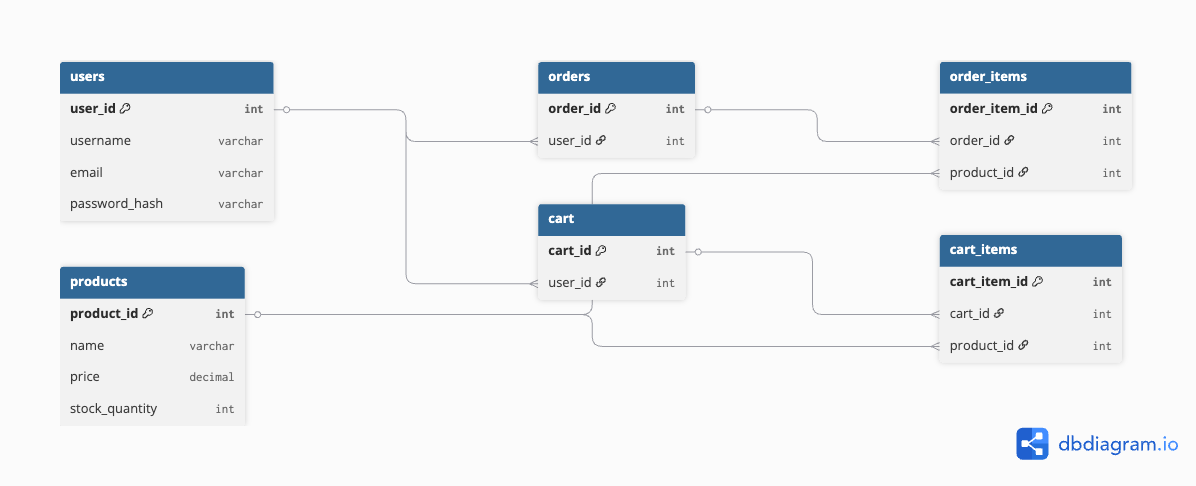 users
user_id int
username varchar
email varchar
password_hash varchar
products
product_id int
name varchar
price decimal
stock_quantity int
orders
order_id int
user_id int
cart
cart_id int
user_id int
order_items
order_item_id int
order_id int
product_id int
cart_items
cart_item_id int
cart_id int
product_id int
dbdiagram.io